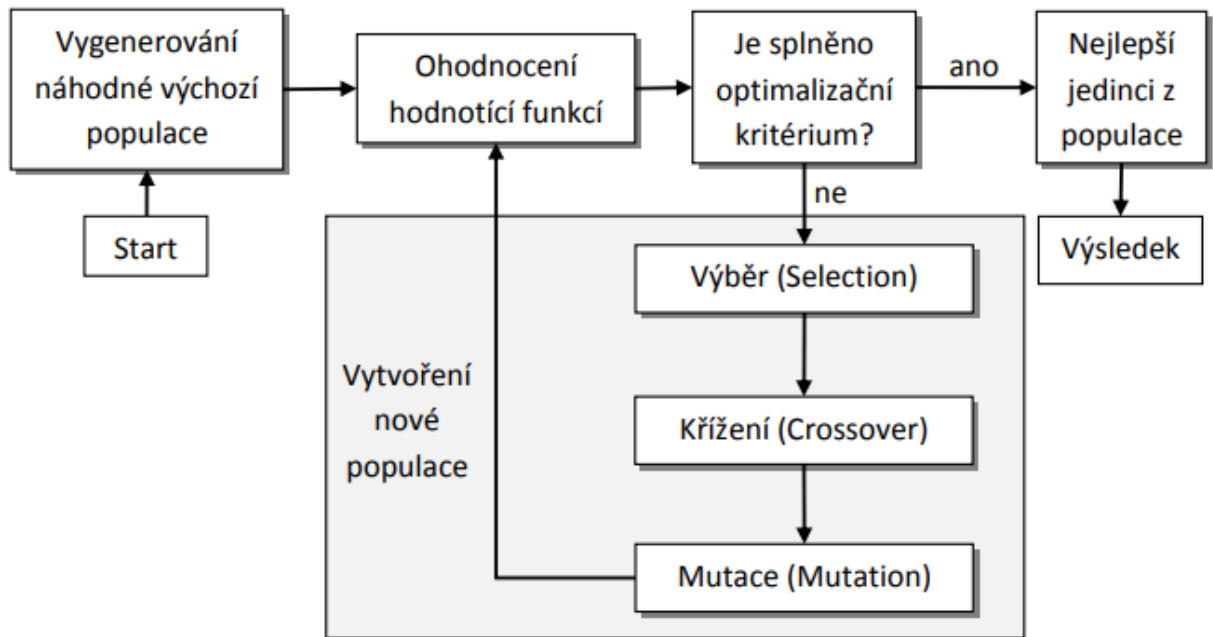 Vygenerování
náhodné výchozí
populace
Ohodnocení
hodnotící funkcí
Je splněno
optimalizační
kritérium?
ano
Nejlepší
jedinci z
populace
ne
Start
Výsledek
Výběr (Selection)
Vytvoření
nové
populace
Křížení (Crossover)
Mutace (Mutation)